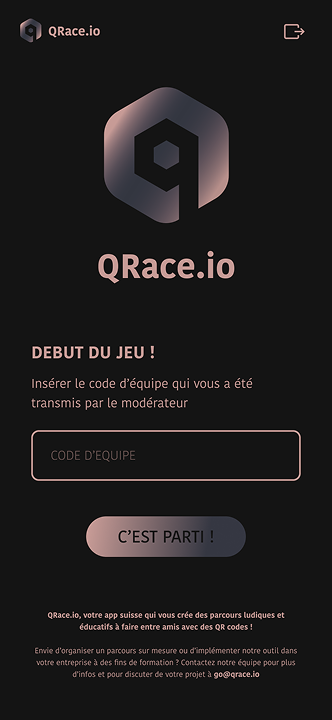 QRace.io
QRace.io
DEBUT DU JEU !
Insérer le code d'équipe qui vous a été
transmis par le modérateur
CODE D'EQUIPE
C'EST PARTI !
QRace.io, votre app suisse qui vous crée des parcours ludiques et
éducatifs à faire entre amis avec des QR codes !
Envie d'organiser un parcours sur mesure ou d'implémenter notre outil dans
votre entreprise à des fins de formation ? Contactez notre équipe pour plus
d'infos et pour discuter de votre projet à go@qrace.io